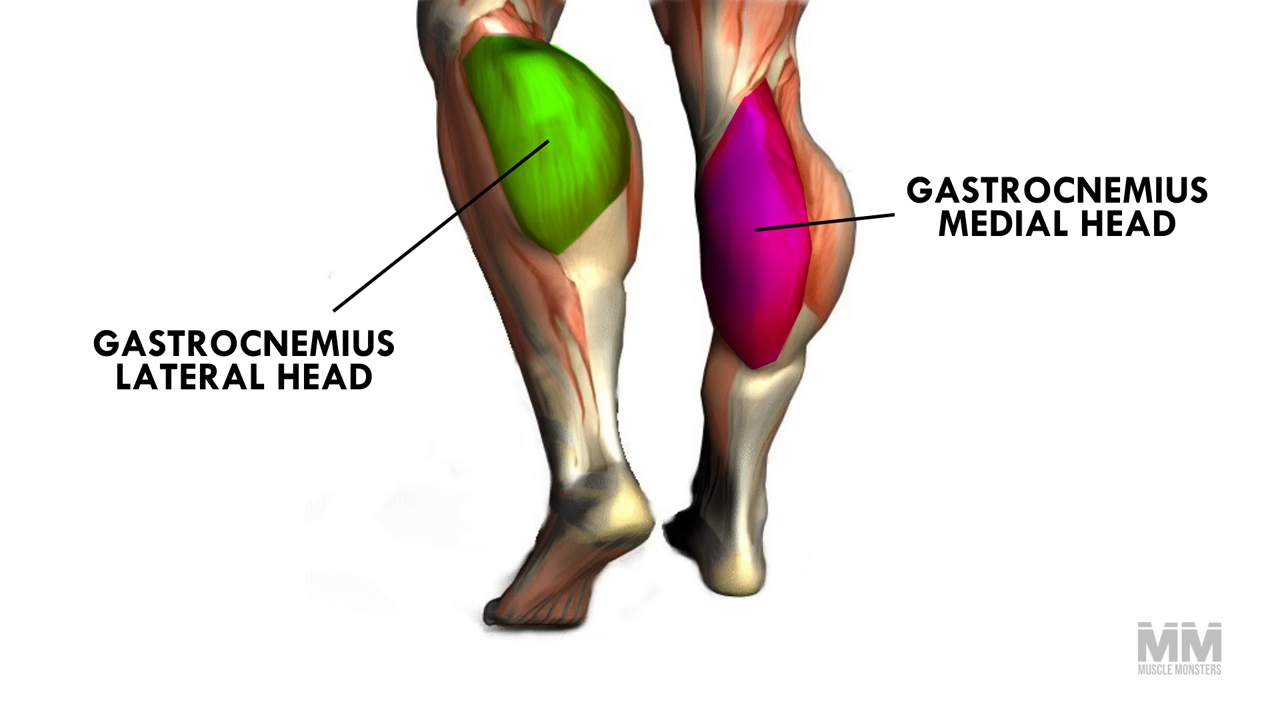 GASTROCNEMIUS
MEDIAL HEAD
GASTROCNEMIUS
LATERAL HEAD
MM
MUSCLE MONSTERS